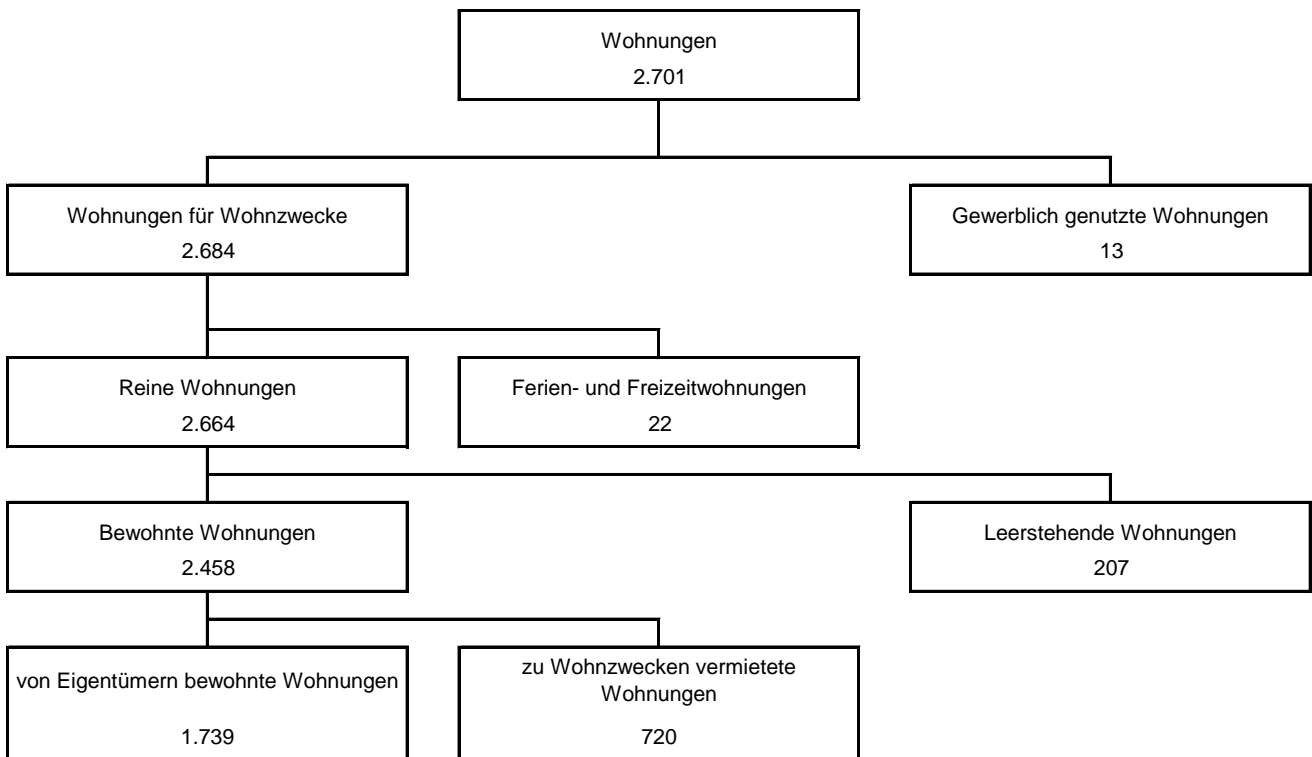 Wohnungen
2.701
Wohnungen für Wohnzwecke
2.684
Gewerblich genutzte Wohnungen
13
Reine Wohnungen
2.664
Ferien- und Freizeitwohnungen
22
Bewohnte Wohnungen
2.458
Leerstehende Wohnungen
207
von Eigentümern bewohnte Wohnungen
1.739
zu Wohnzwecken vermietete
Wohnungen
720